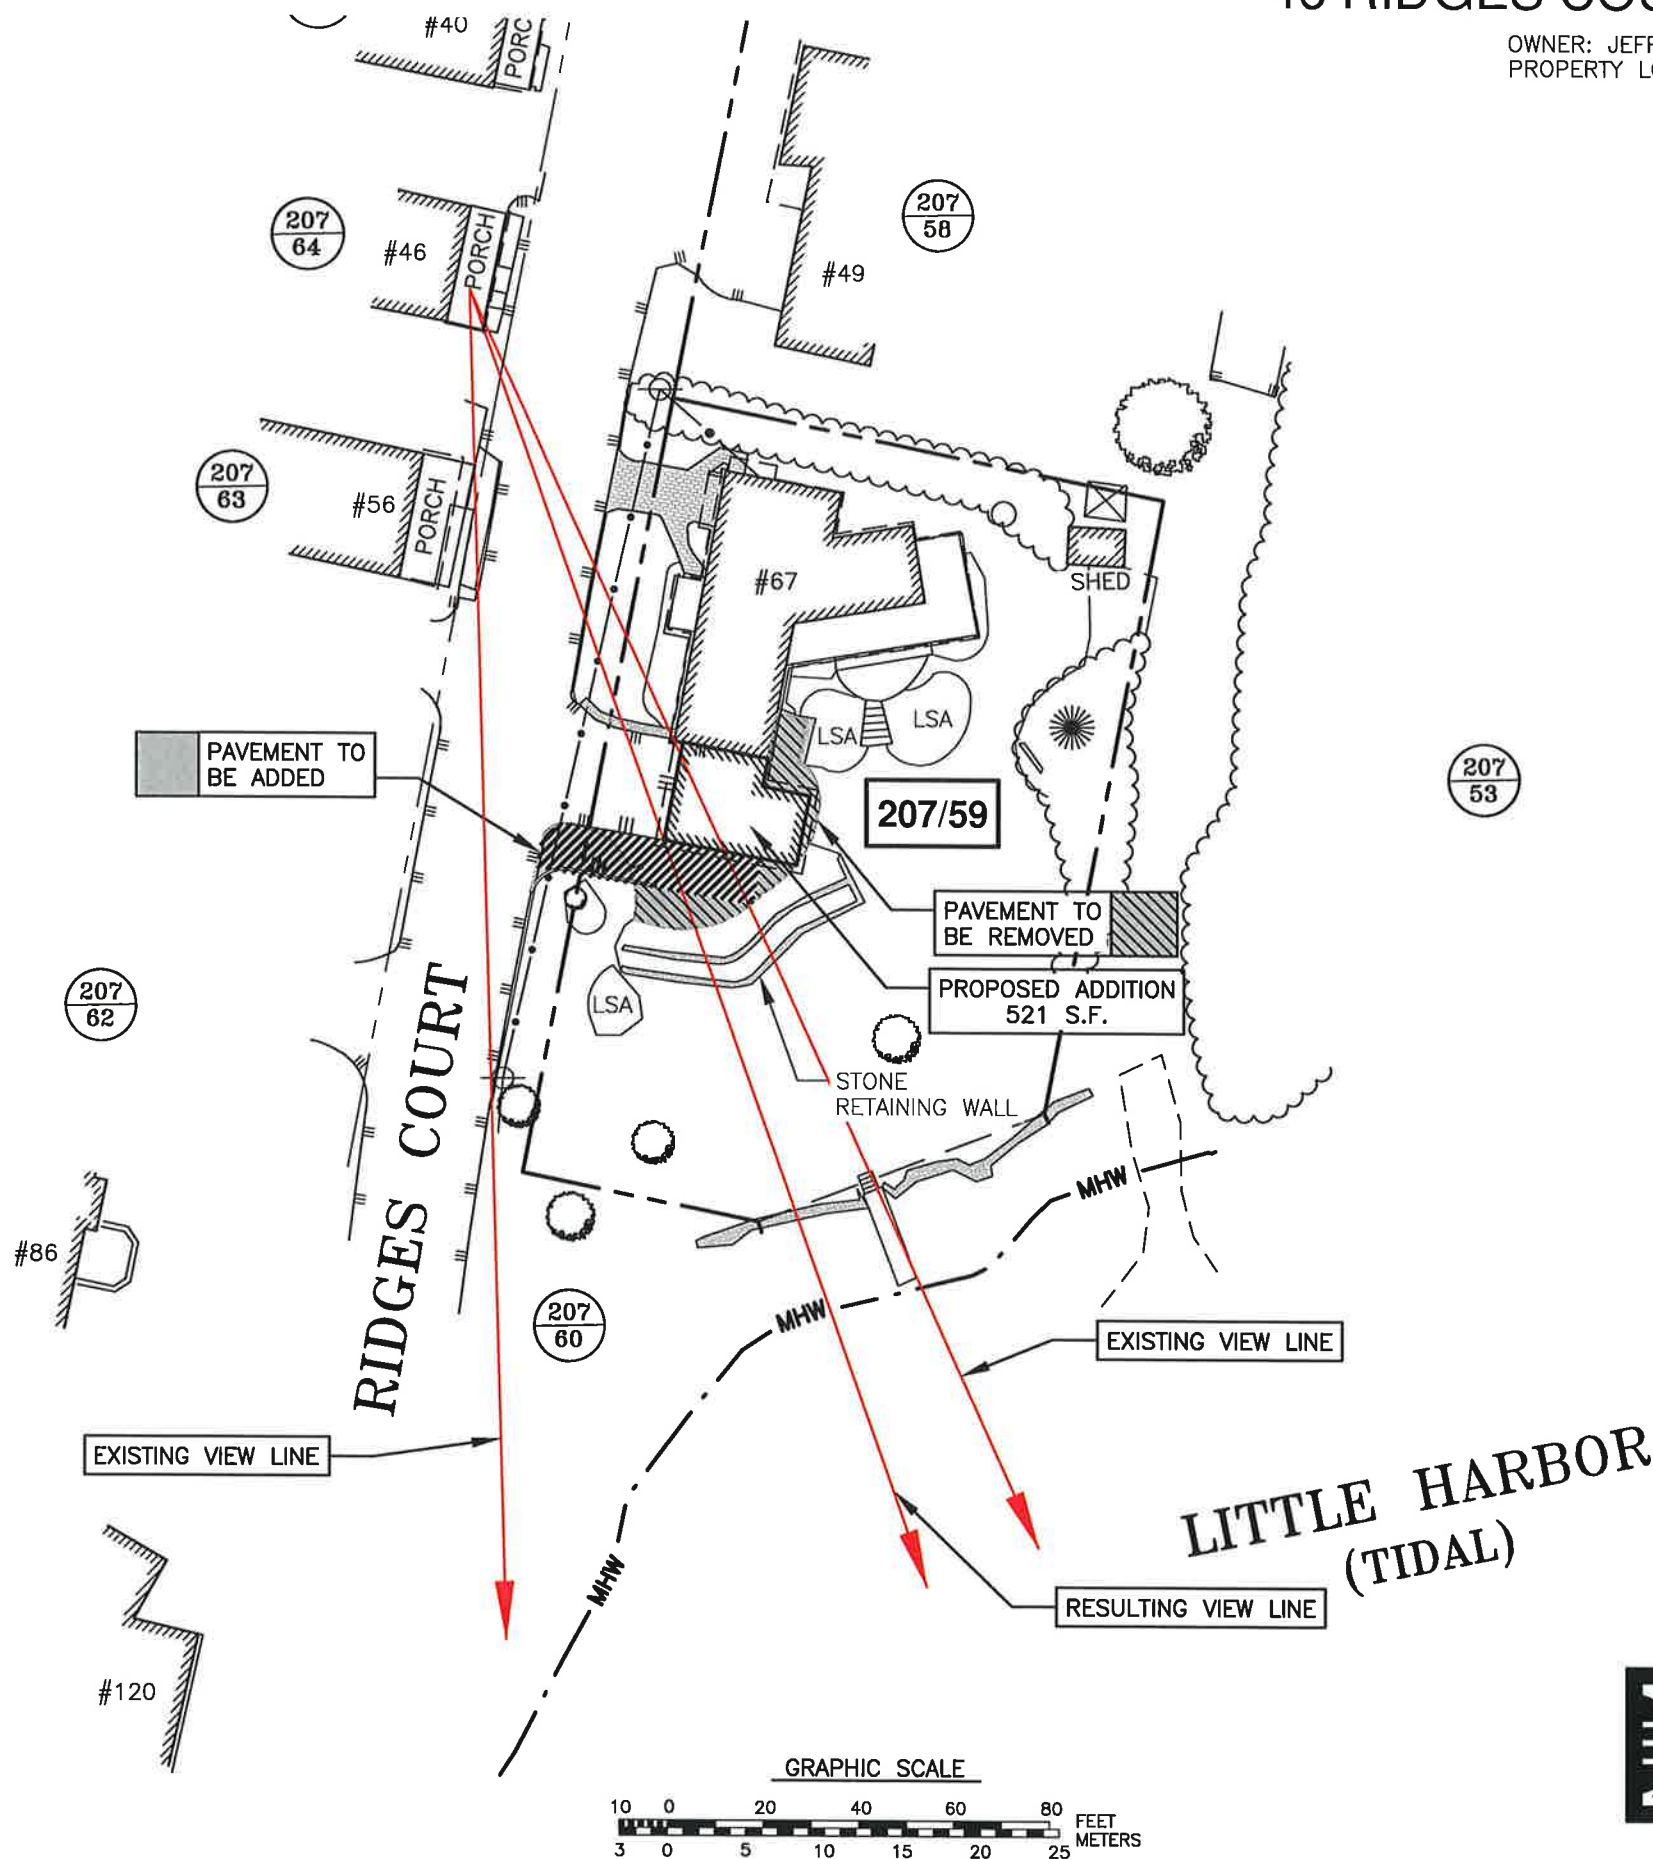 OWNER: JEFF
#40
PORC
207
64
#46
PORCH
207
58
#49
207
63
#56
PORCH
#67
SHED
LSA
LSA
PAVEMENT TO
BE ADDED
207/59
207
53
PAVEMENT TO
BE REMOVED
PROPOSED ADDITION
521 S.F.
207
62
LSA
STONE
RETAINING WALL
RIDGES COURT
MHW
#86
207
60
MHW
EXISTING VIEW LINE
EXISTING VIEW LINE
LITTLE HARBOR
(TIDAL)
MHW
RESULTING VIEW LINE
#120
GRAPHIC SCALE
10 0 20 40 60 80 FEET
3 0 5 10 15 20 25 METERS